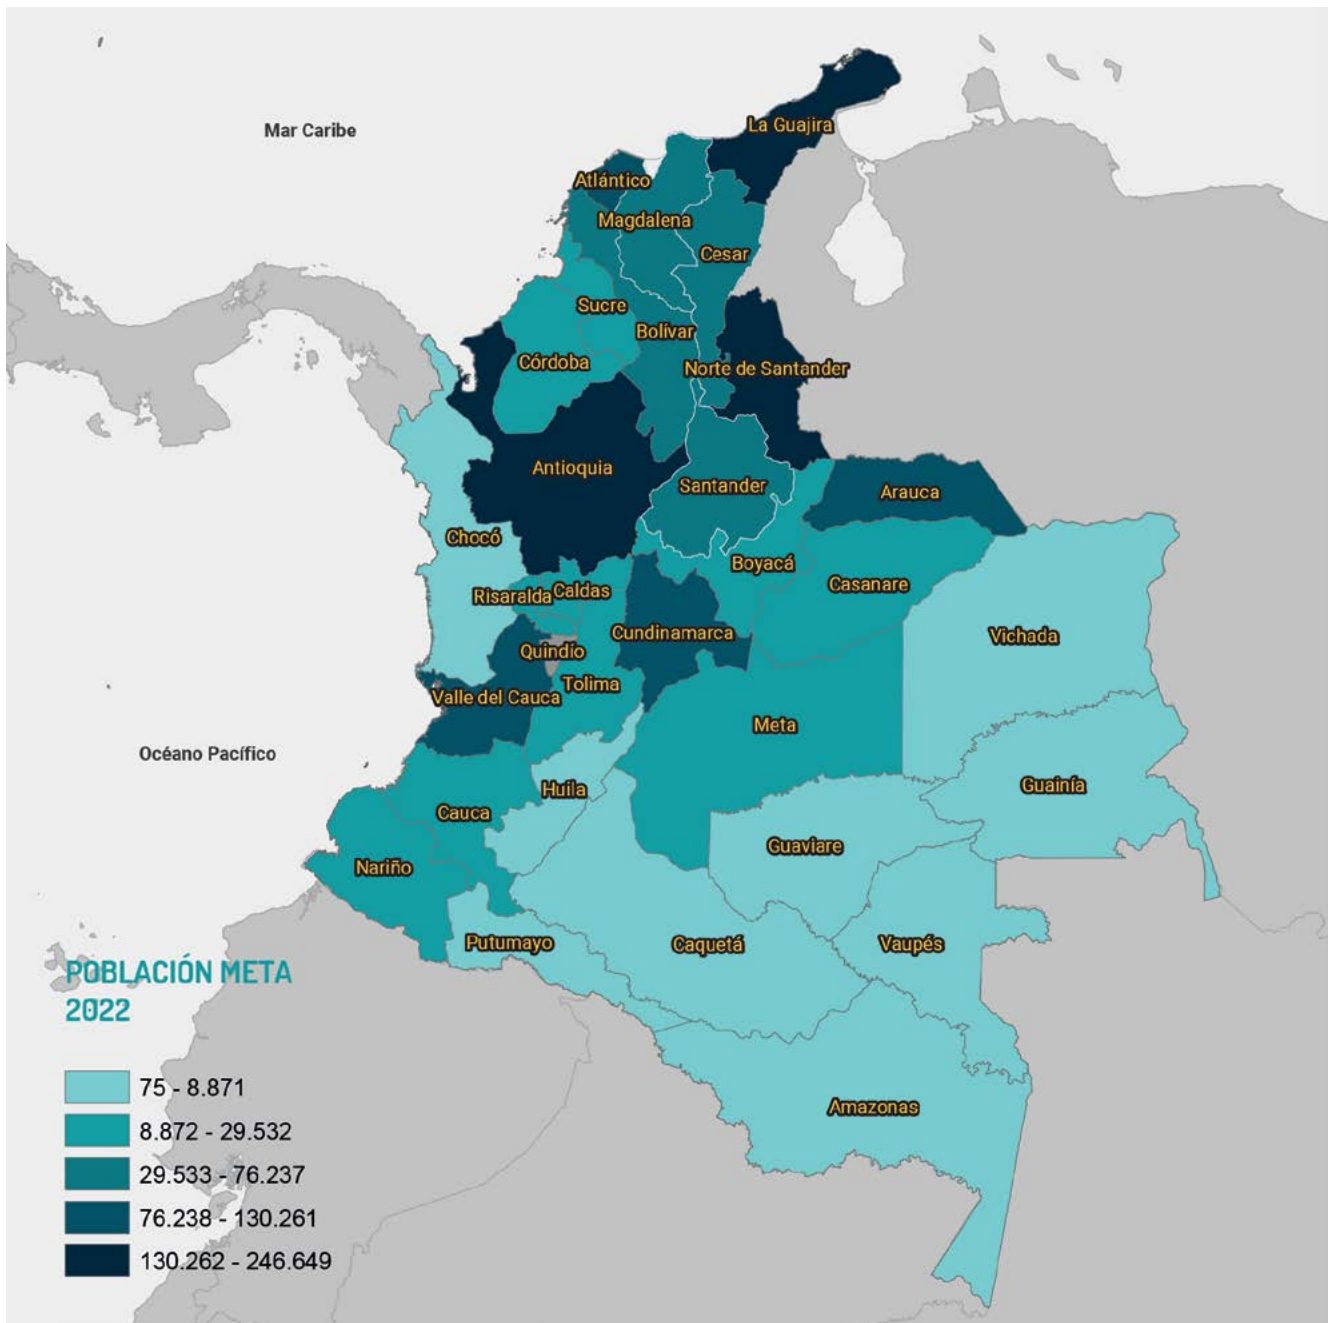 Mar Caribe
La Guajira
Atlántico
Magdalena
Cesar
Sucre
Bolívar
Córdoba
Norte de Santander
Antioquia
Santander
Arauca
Chocó
Boyacá
Casanare
Risaralda
Caldas
Cundinamarca
Vichada
Quindío
Tolima
Valle del Cauca
Meta
Océano Pacífico
Huila
Guainía
Cauca
Guaviare
Nariño
Putumayo
Caquetá
Vaupés
Amazonas
POBLACIÓN META
2022
75 - 8.871
8.872 - 29.532
29.533 - 76.237
76.238 - 130.261
130.262 - 246.649